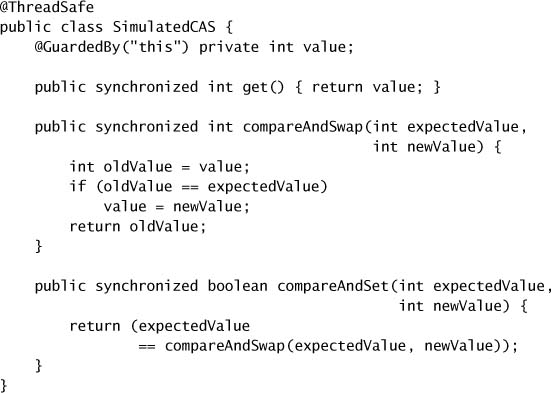 @ThreadSafe
public class SimulatedCAS {
    @GuardedBy("this") private int value;

    public synchronized int get() { return value; }

    public synchronized int compareAndSwap(int expectedValue,
                                           int newValue) {
        int oldValue = value;
        if (oldValue == expectedValue)
            value = newValue;
        return oldValue;
    }

    public synchronized boolean compareAndSet(int expectedValue,
                                              int newValue) {
        return (expectedValue
                == compareAndSwap(expectedValue, newValue));
    }
}